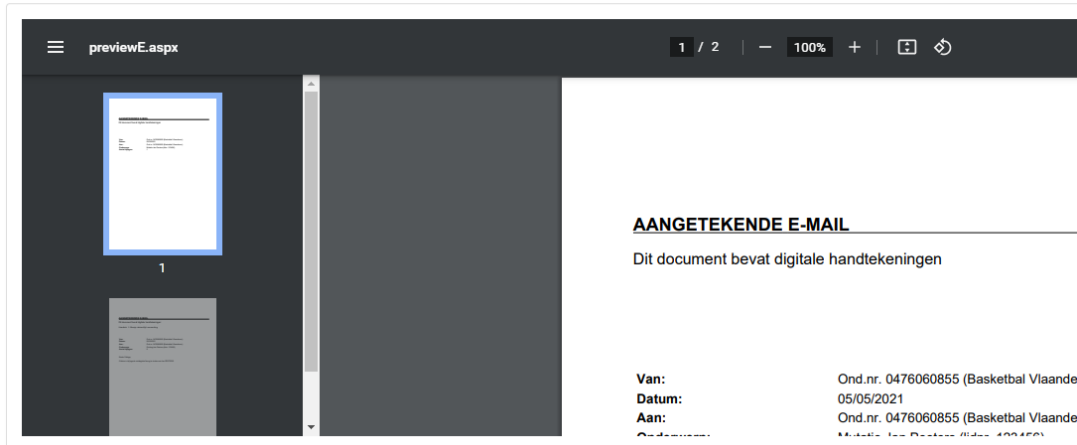 previewE.aspx
1 / 2
100%
1
AANGETEKENDE E-MAIL
Dit document bevat digitale handtekeningen
Van: Ond.nr. 0476060855 (Basketbal Vlaande
Datum: 05/05/2021
Aan: Ond.nr. 0476060855 (Basketbal Vlaande